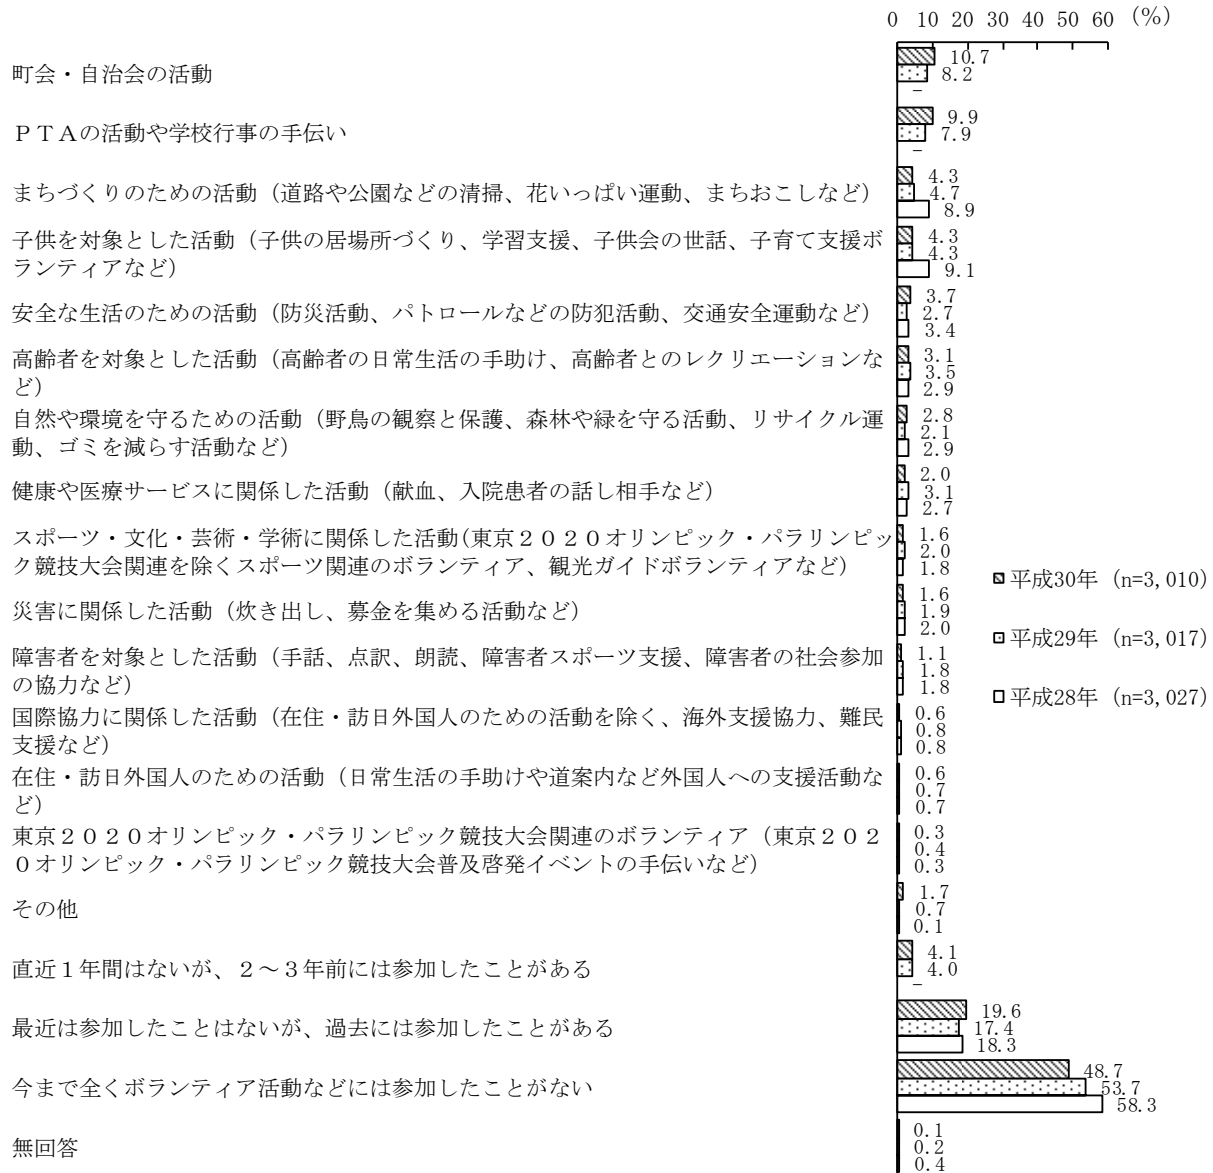 0 10 20 30 40 50 60 (%)
町会・自治会の活動
10.7
8.2
-
ＰＴＡの活動や学校行事の手伝い
9.9
7.9
-
まちづくりのための活動（道路や公園などの清掃、花いっぱい運動、まちおこしなど）
4.3
4.7
8.9
子供を対象とした活動（子供の居場所づくり、学習支援、子供会の世話、子育て支援ボ
ランティアなど）
4.3
4.3
9.1
安全な生活のための活動（防災活動、パトロールなどの防犯活動、交通安全運動など）
3.7
2.7
3.4
高齢者を対象とした活動（高齢者の日常生活の手助け、高齢者とのレクリエーションな
ど）
3.1
3.5
2.9
自然や環境を守るための活動（野鳥の観察と保護、森林や緑を守る活動、リサイクル運
動、ゴミを減らす活動など）
2.8
2.1
2.9
健康や医療サービスに関係した活動（献血、入院患者の話し相手など）
2.0
3.1
2.7
スポーツ・文化・芸術・学術に関係した活動(東京２０２０オリンピック・パラリンピッ
ク競技大会関連を除くスポーツ関連のボランティア、観光ガイドボランティアなど）
1.6
2.0
1.8
災害に関係した活動（炊き出し、募金を集める活動など）
1.6
1.9
2.0
障害者を対象とした活動（手話、点訳、朗読、障害者スポーツ支援、障害者の社会参加
の協力など）
1.1
1.8
1.8
国際協力に関係した活動（在住・訪日外国人のための活動を除く、海外支援協力、難民
支援など）
0.6
0.8
0.8
在住・訪日外国人のための活動（日常生活の手助けや道案内など外国人への支援活動な
ど）
0.6
0.7
0.7
東京２０２０オリンピック・パラリンピック競技大会関連のボランティア（東京２０２
０オリンピック・パラリンピック競技大会普及啓発イベントの手伝いなど）
0.3
0.4
0.3
その他
1.7
0.7
0.1
直近１年間はないが、２～３年前には参加したことがある
4.1
4.0
-
最近は参加したことはないが、過去には参加したことがある
19.6
17.4
18.3
今まで全くボランティア活動などには参加したことがない
48.7
53.7
58.3
無回答
0.1
0.2
0.4
平成30年 (n=3,010)
平成29年 (n=3,017)
平成28年 (n=3,027)